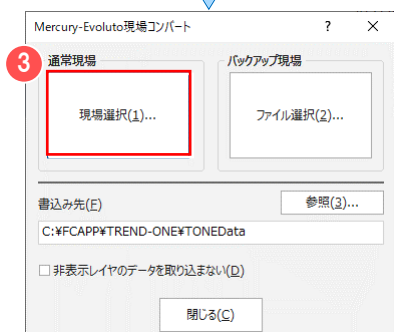 Mercury-Evoluto現場コンバート ? ×
3
通常現場 バックアップ現場
現場選択(1)... ファイル選択(2)...
書込み先(F) 参照(3)...
C:¥FCAPP¥TREND-ONE¥TONEData
非表示レイヤのデータを取り込まない(D)
閉じる(C)